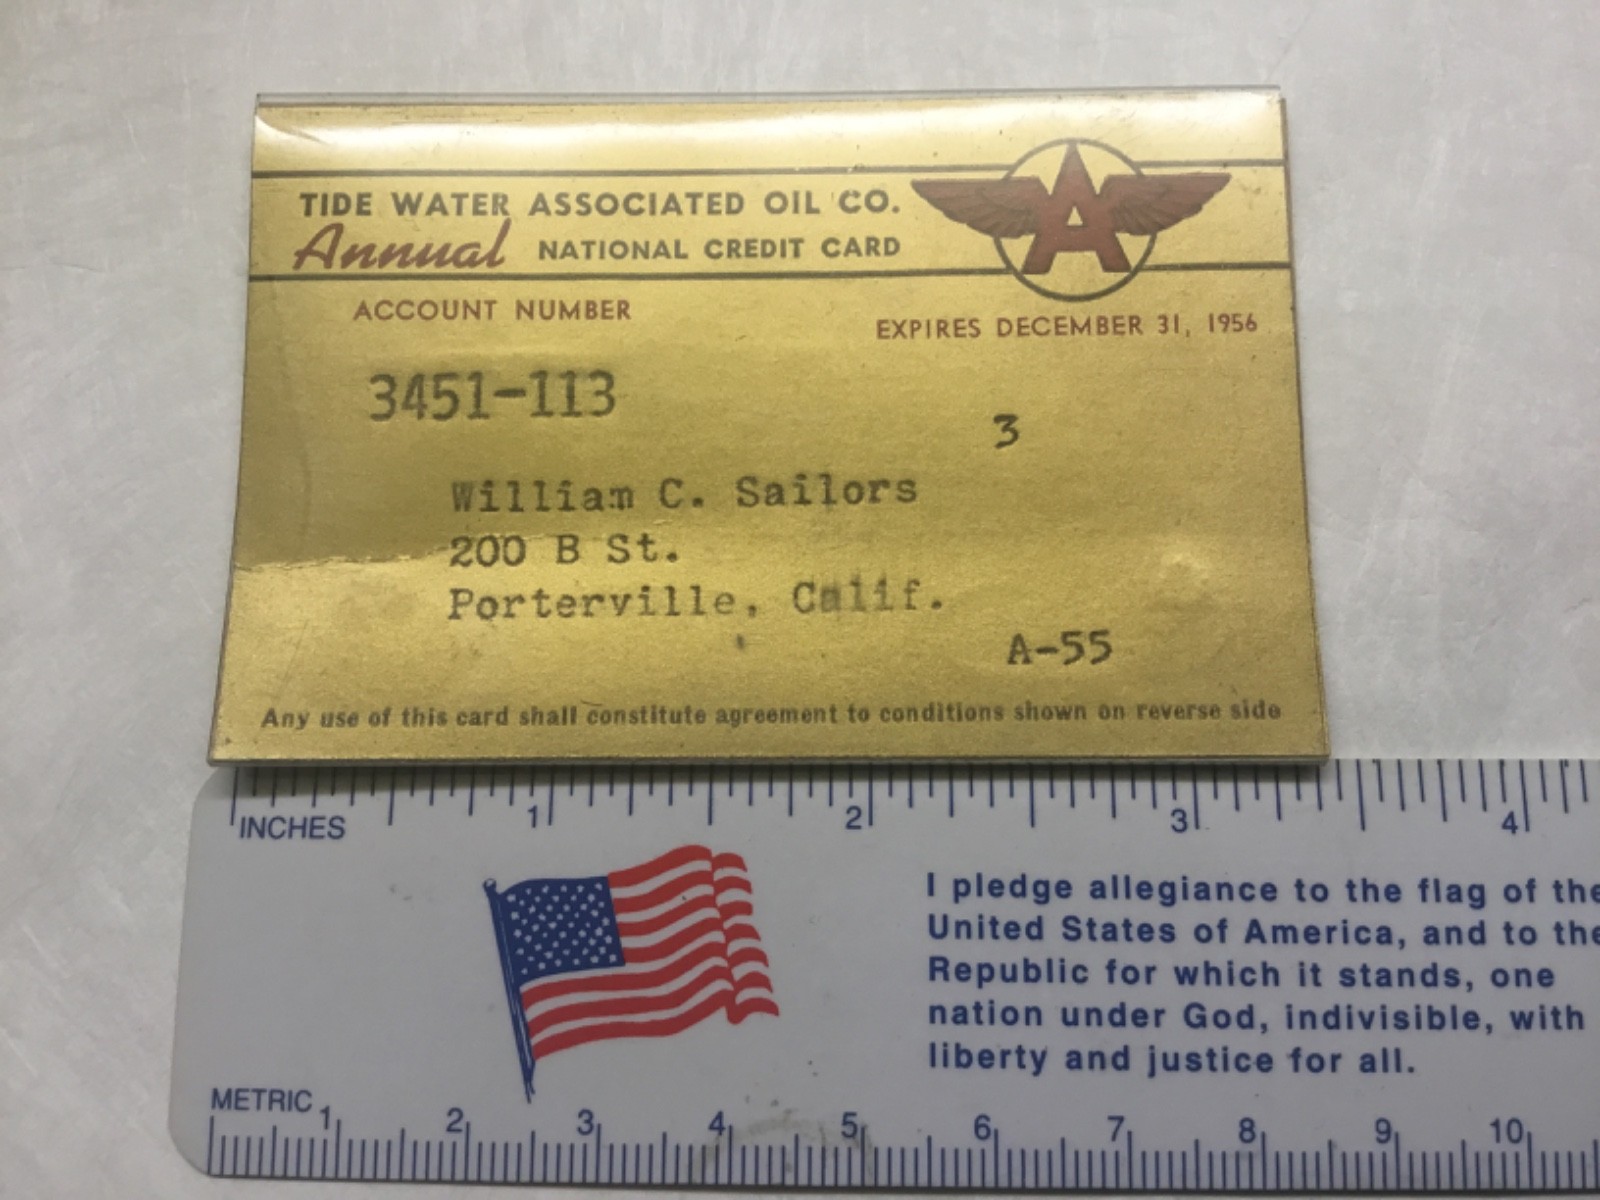 TIDE WATER ASSOCIATED OIL CO.
Annual NATIONAL CREDIT CARD
A
ACCOUNT NUMBER
EXPIRES DECEMBER 31, 1956
3451-113
3
William C. Sailors
200 B St.
Porterville, Calif.
A-55
Any use of this card shall constitute agreement to conditions shown on reverse side
INCHES 1 2 3 4
I pledge allegiance to the flag of the
United States of America, and to the
Republic for which it stands, one
nation under God, indivisible, with
liberty and justice for all.
METRIC 1 2 3 4 5 6 7 8 9 10